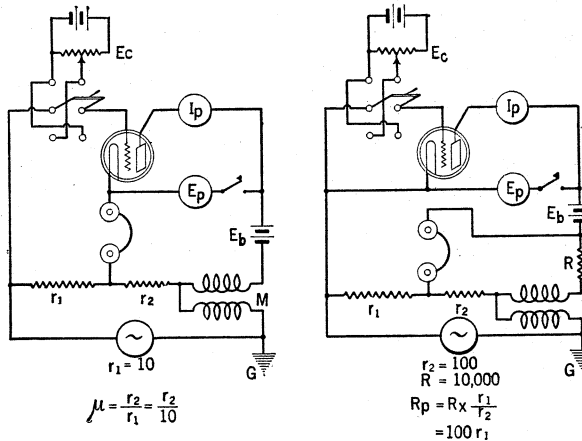 Ec
Ip
Ep
Eb
r₁
r₂
M
~
r₁ = 10
G
μ = r₂/r₁ = r₂/10
Ec
Ip
Ep
Eb
R
r₁
r₂
~
r₂ = 100
R = 10,000
G
Rp = Rx r₁/r₂
= 100 r₁